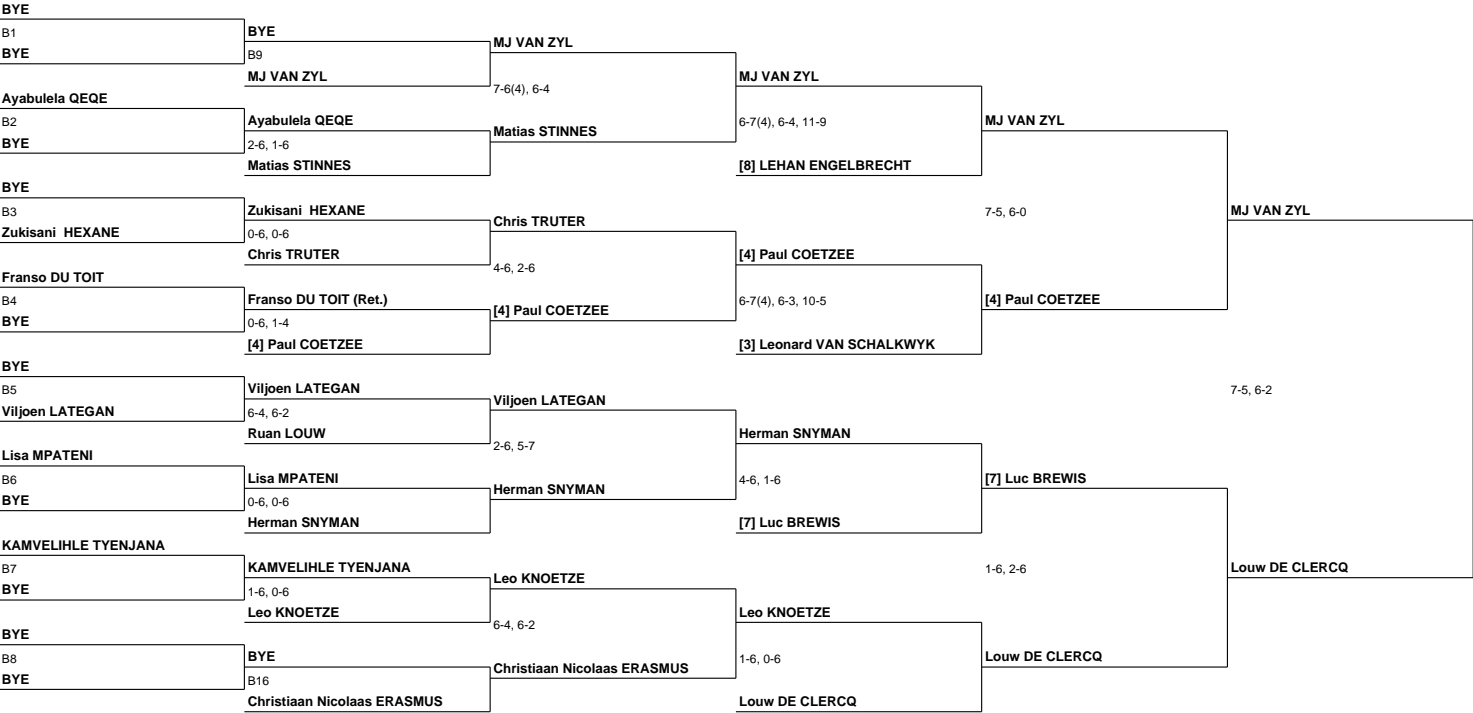 BYE
B1
BYE
Ayabulela QEQE
B2
BYE
BYE
B3
Zukisani  HEXANE
Franso DU TOIT
B4
BYE
BYE
B5
Viljoen LATEGAN
Lisa MPATENI
B6
BYE
KAMVELIHLE TYENJANA
B7
BYE
BYE
B8
BYE
BYE
B9
MJ VAN ZYL
Ayabulela QEQE
2-6, 1-6
Matias STINNES
Zukisani  HEXANE
0-6, 0-6
Chris TRUTER
Franso DU TOIT (Ret.)
0-6, 1-4
[4] Paul COETZEE
Viljoen LATEGAN
6-4, 6-2
Ruan LOUW
Lisa MPATENI
0-6, 0-6
Herman SNYMAN
KAMVELIHLE TYENJANA
1-6, 0-6
Leo KNOETZE
BYE
B16
Christiaan Nicolaas ERASMUS
MJ VAN ZYL
7-6(4), 6-4
Matias STINNES
Chris TRUTER
4-6, 2-6
[4] Paul COETZEE
Viljoen LATEGAN
2-6, 5-7
Herman SNYMAN
Leo KNOETZE
6-4, 6-2
Christiaan Nicolaas ERASMUS
MJ VAN ZYL
6-7(4), 6-4, 11-9
[8] LEHAN ENGELBRECHT
[4] Paul COETZEE
6-7(4), 6-3, 10-5
[3] Leonard VAN SCHALKWYK
Herman SNYMAN
4-6, 1-6
[7] Luc BREWIS
Leo KNOETZE
1-6, 0-6
Louw DE CLERCQ
MJ VAN ZYL
7-5, 6-0
[4] Paul COETZEE
[7] Luc BREWIS
1-6, 2-6
Louw DE CLERCQ
MJ VAN ZYL
7-5, 6-2
Louw DE CLERCQ